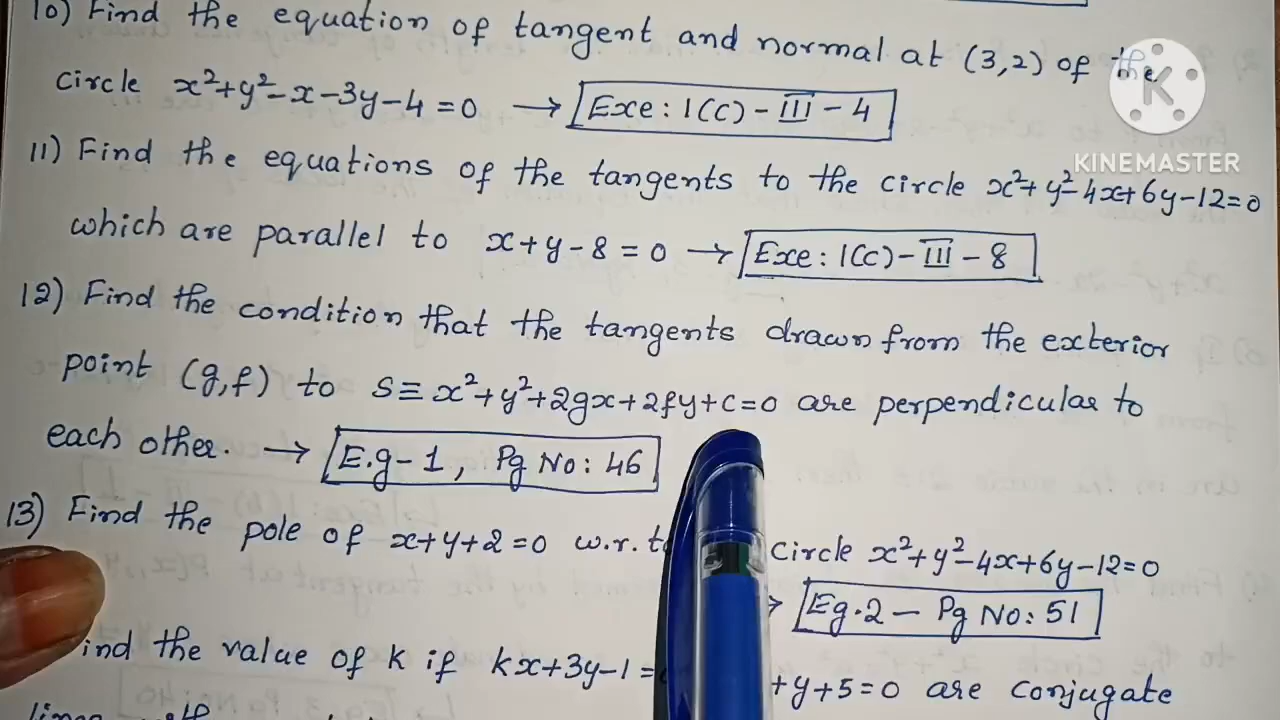 10) Find the equation of tangent and normal at (3,2) of the
circle x²+y²-x-3y-4=0 → Exe: 1(c)-III-4
KINEMASTER
11) Find the equations of the tangents to the circle x²+y²-4x+6y-12=0
which are parallel to x+y-8=0 → Exe: 1(c)-III-8
12) Find the condition that the tangents drawn from the exterior
point (g,f) to S≡x²+y²+2gx+2fy+c=0 are perpendicular to
each other. → E.g-1, Pg No: 46
13) Find the pole of x+y+2=0 w.r.t circle x²+y²-4x+6y-12=0
Eg.2 - Pg No: 51
ind the value of k if kx+3y-1= +y+5=0 are conjugate